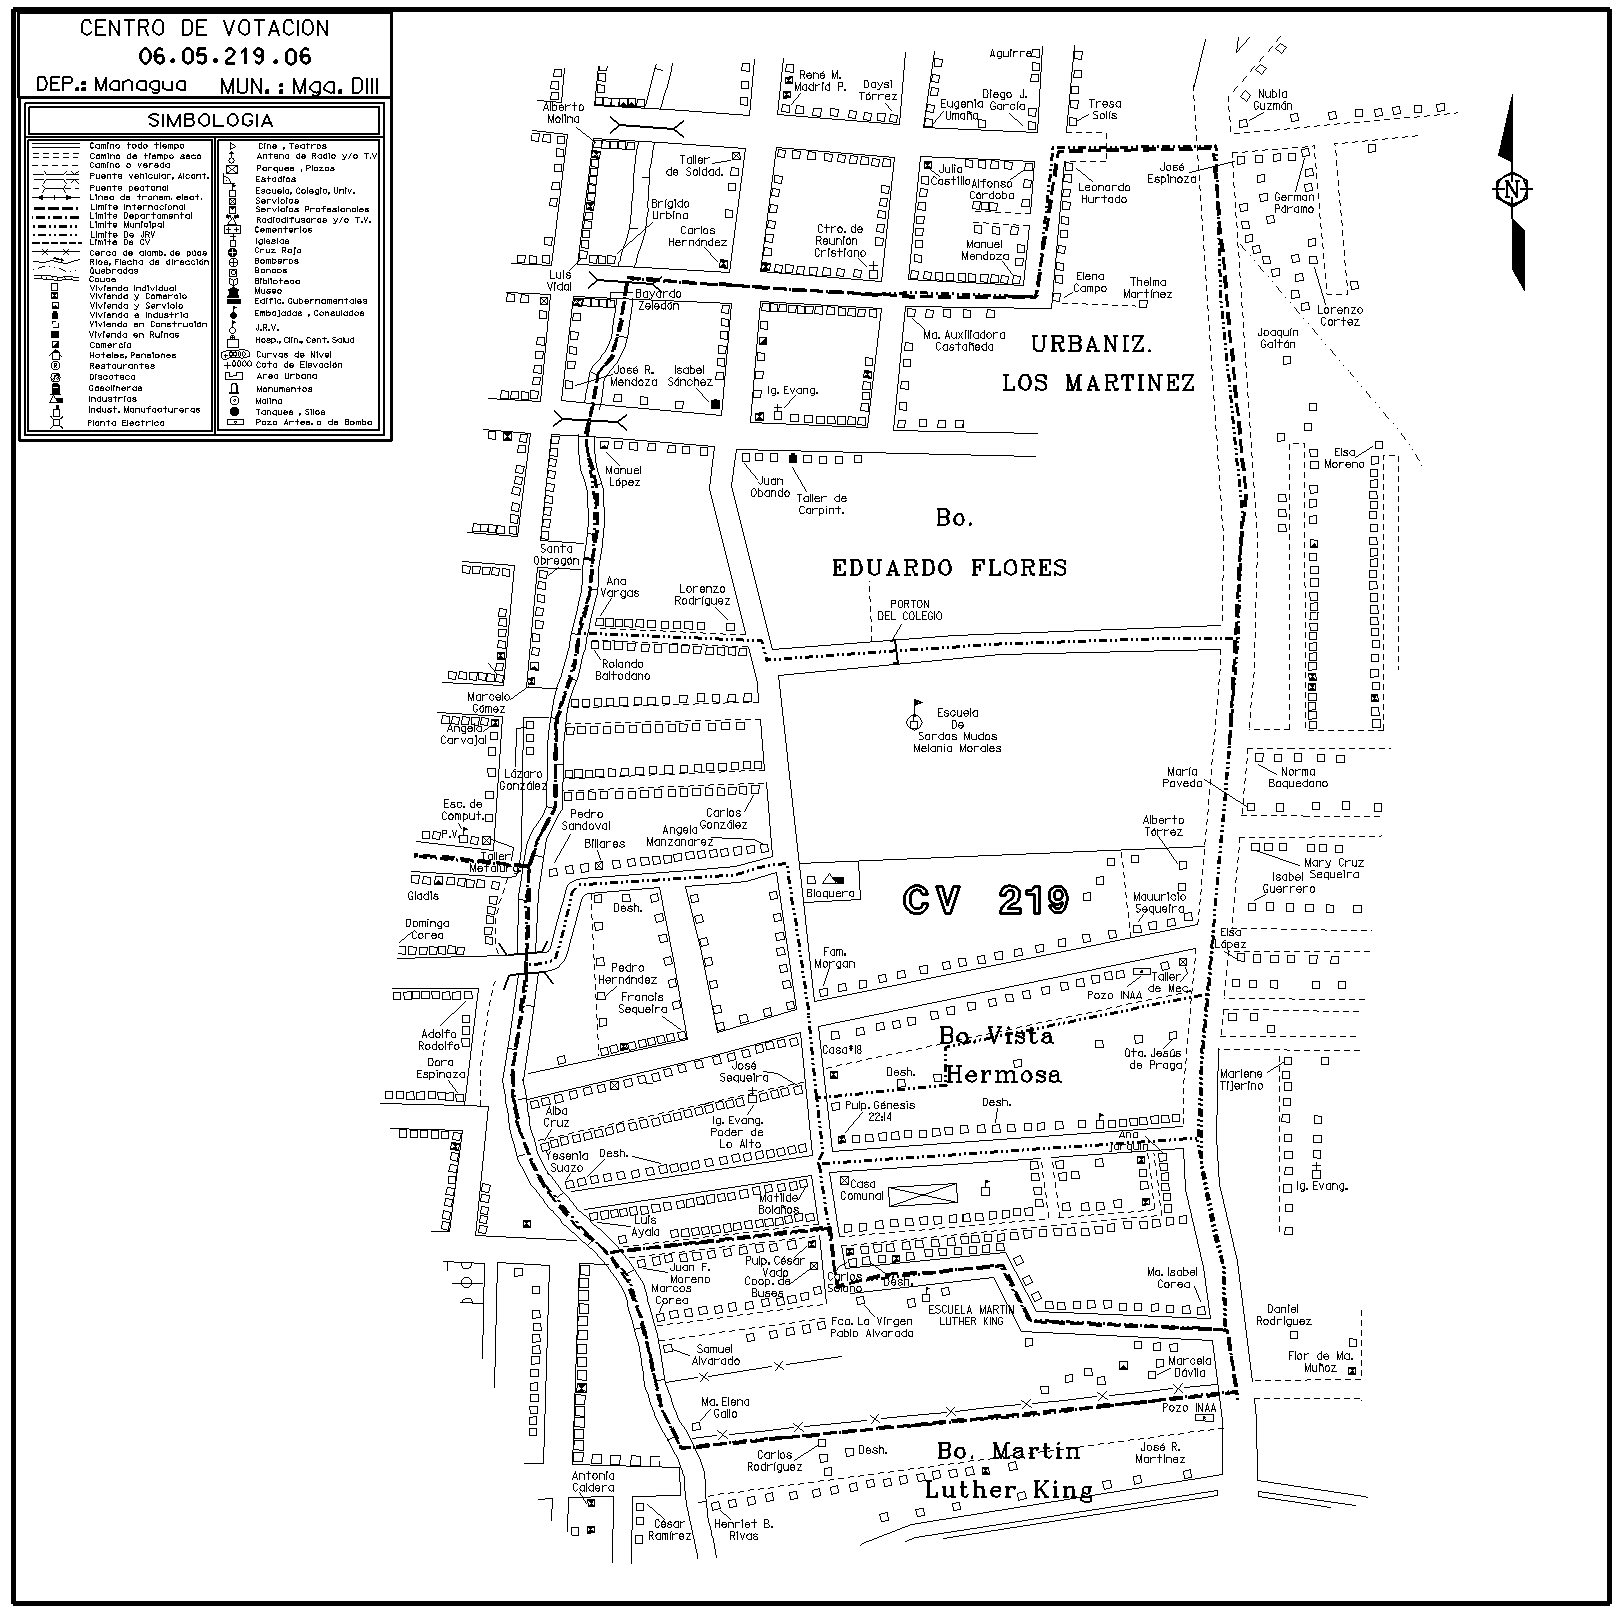 CENTRO DE VOTACION
06.05.219.06
DEP.: Managua MUN.: Mga. DIII
SIMBOLOGIA
Camino todo tiempo
Camino de tiempo seco
Camino o vereda
Puente vehicular, Alcant.
Puente peatonal
Linea de transm. elect.
Limite Internacional
Limite Departamental
Limite Municipal
Limite De JRV
Limite De CV
Cerca de alamb. de púas
Rios, Flecha de dirección
Quebradas
Cauce
Vivienda Individual
Vivienda y Comercio
Vivienda y Servicio
Vivienda e Industria
Vivienda en Construción
Vivienda en Ruinas
Comercio
Hoteles, Pensiones
Restaurantes
Discoteca
Gasolineras
Industrias
Indust. Manufactureras
Planta Electrica
Cine, Teatros
Antena de Radio y/o T.V
Parques, Plazas
Estadios
Escuela, Colegio, Univ.
Servicios
Servicios Profesionales
Radiodifusoras y/o T.V.
Cementerios
Iglesias
Cruz Roja
Bomberos
Bancos
Biblioteca
Museo
Edific. Gubernamentales
Embajadas, Consulados
J.R.V.
Hosp., Clin., Cent. Salud
Curvas de Nivel
Cota de Elevación
Area Urbana
Monumentos
Molino
Tanques, Silos
Pozo Artes. o de Bomba
N
Alberto
Molina
René M.
Madrid P.
Daysi
Tórrez
Aguirre
Eugenia
Umaña
Diego J.
García
Tresa
Solis
Nubia
Guzmán
Taller
de Soldad.
Brígido
Urbina
Carlos
Hernández
Ctro. de
Reunión
Cristiano
Julia
Castillo
Alfonso
Córdoba
Manuel
Mendoza
Leonardo
Hurtado
José
Espinoza
German
Páramo
Luis
Vidal
Bayardo
Zeledón
Elena
Campo
Thelma
Martínez
Lorenzo
Cortez
Joaquín
Gaitán
Ma. Auxiliadora
Castañeda
URBANIZ.
LOS MARTINEZ
José R.
Mendoza
Isabel
Sánchez
Ig. Evang.
Manuel
López
Juan
Obando
Taller de
Carpint.
Elsa
Moreno
Bo.
EDUARDO FLORES
Santa
Obregón
Ana
Vargas
Lorenzo
Rodríguez
PORTON
DEL COLEGIO
Rolando
Baltodano
Marcelo
Gómez
Angela
Carvajal
Escuela
De
Sordos Mudos
Melania Morales
Lázaro
González
María
Poveda
Norma
Baquedano
Esc. de
Comput.
P.V.
Pedro
Sandoval
Billares
Carlos
González
Angela
Manzanarez
Alberto
Tórrez
Taller
Metalurg
Gladis
Mary Cruz
Sequeira
Isabel
Guerrero
Bloquera
CV 219
Mauuricio
Sequeira
Desh.
Dominga
Corea
Elsa
López
Fam.
Morgan
Pedro
Hernández
Francis
Sequeira
Taller
de Mec.
Pozo INAA
Adolfo
Rodolfo
Dora
Espinoza
Bo. Vista
Hermosa
Casa#18
Qta. Jesús
de Praga
Marlene
Tijerino
José
Sequeira
Desh.
Alba
Cruz
Ig. Evang.
Poder de
Lo Alto
Pulp. Génesis
22:14
Desh.
Ana
Jarquín
Yesenia
Suazo
Desh.
Matilde
Bolaños
Casa
Comunal
Ig. Evang.
Luis
Ayala
Juan F.
Moreno
Pulp. César
Vado
Coop. de
Buses
Carlos
Solano
Desh.
Marcos
Corea
Ma. Isabel
Corea
Fca. La Virgen
Pablo Alvarado
ESCUELA MARTIN
LUTHER KING
Daniel
Rodríguez
Samuel
Alvarado
Flor de Ma.
Muñoz
Marcela
Dávila
Ma. Elena
Gallo
Pozo INAA
Carlos
Rodríguez
Desh.
Bo. Martin
Luther King
José R.
Martínez
Antonia
Caldera
César
Ramírez
Henriet B.
Rivas